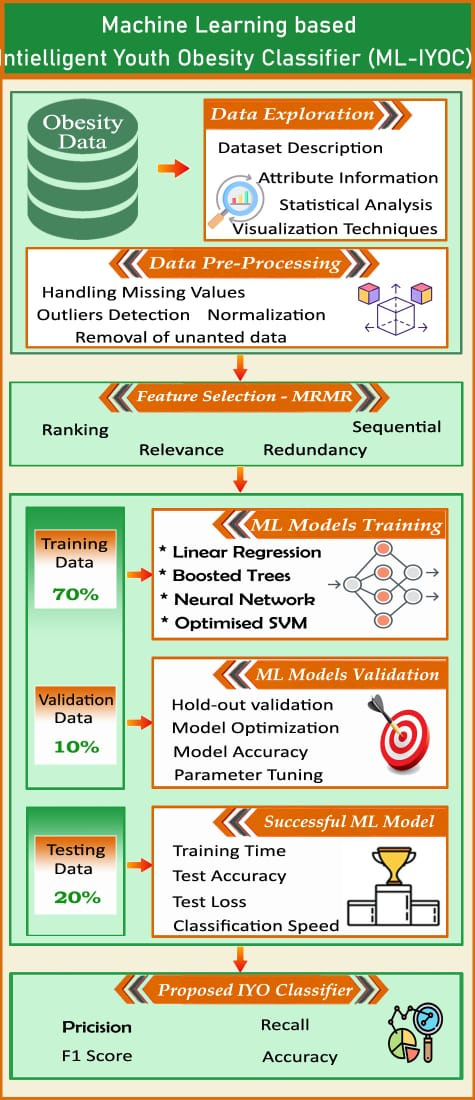 Machine Learning based
Intielligent Youth Obesity Classifier (ML-IYOC)
Obesity
Data
Data Exploration
Dataset Description
Attribute Information
Statistical Analysis
Visualization Techniques
Data Pre-Processing
Handling Missing Values
Outliers Detection Normalization
Removal of unanted data
Feature Selection - MRMR
Ranking
Sequential
Relevance
Redundancy
Training
Data
70%
ML Models Training
* Linear Regression
* Boosted Trees
* Neural Network
* Optimised SVM
Validation
Data
10%
ML Models Validation
Hold-out validation
Model Optimization
Model Accuracy
Parameter Tuning
Testing
Data
20%
Successful ML Model
Training Time
Test Accuracy
Test Loss
Classification Speed
Proposed IYO Classifier
Pricision
Recall
F1 Score
Accuracy